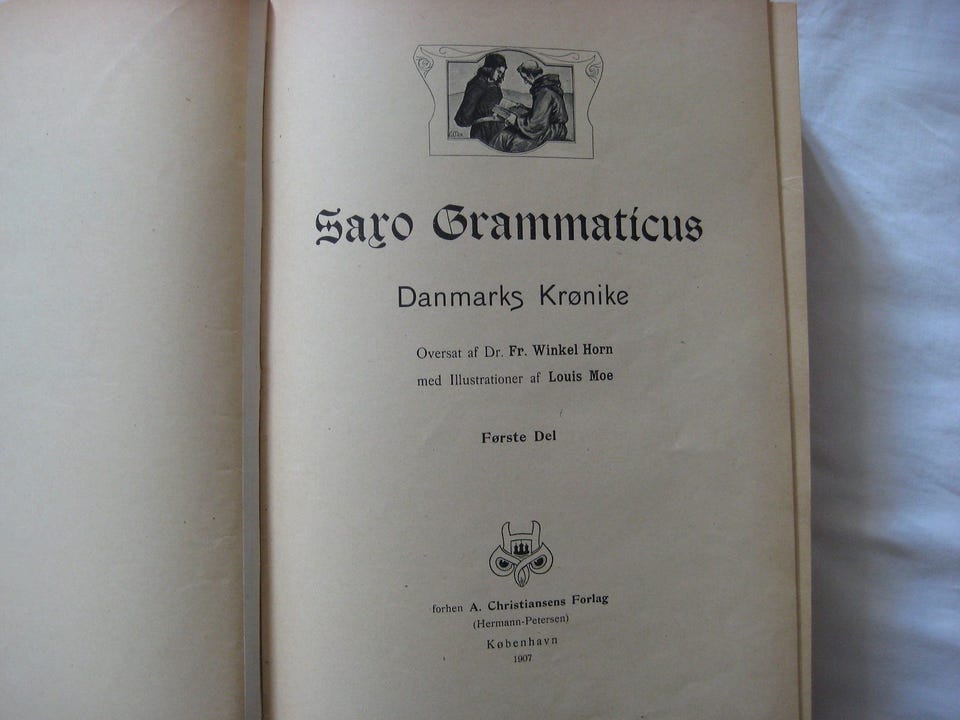 Saxo Grammaticus
Danmarks Krønike
Oversat af Dr. Fr. Winkel Horn
med Illustrationer af Louis Moe
Første Del
forhen A. Christiansens Forlag
(Hermann-Petersen)
København
1907